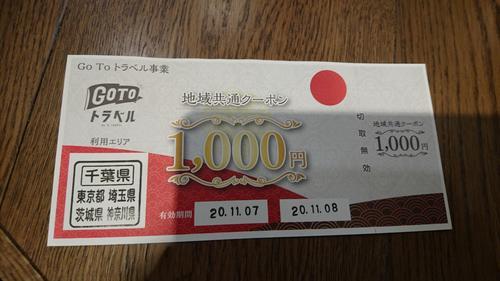 Go To トラベル事業
GOTO
トラベル
利用エリア
千葉県
東京都 埼玉県
茨城県 神奈川県
地域共通クーポン
1,000円
有効期間 20.11.07 20.11.08
切取無効
地域共通クーポン
1,000円